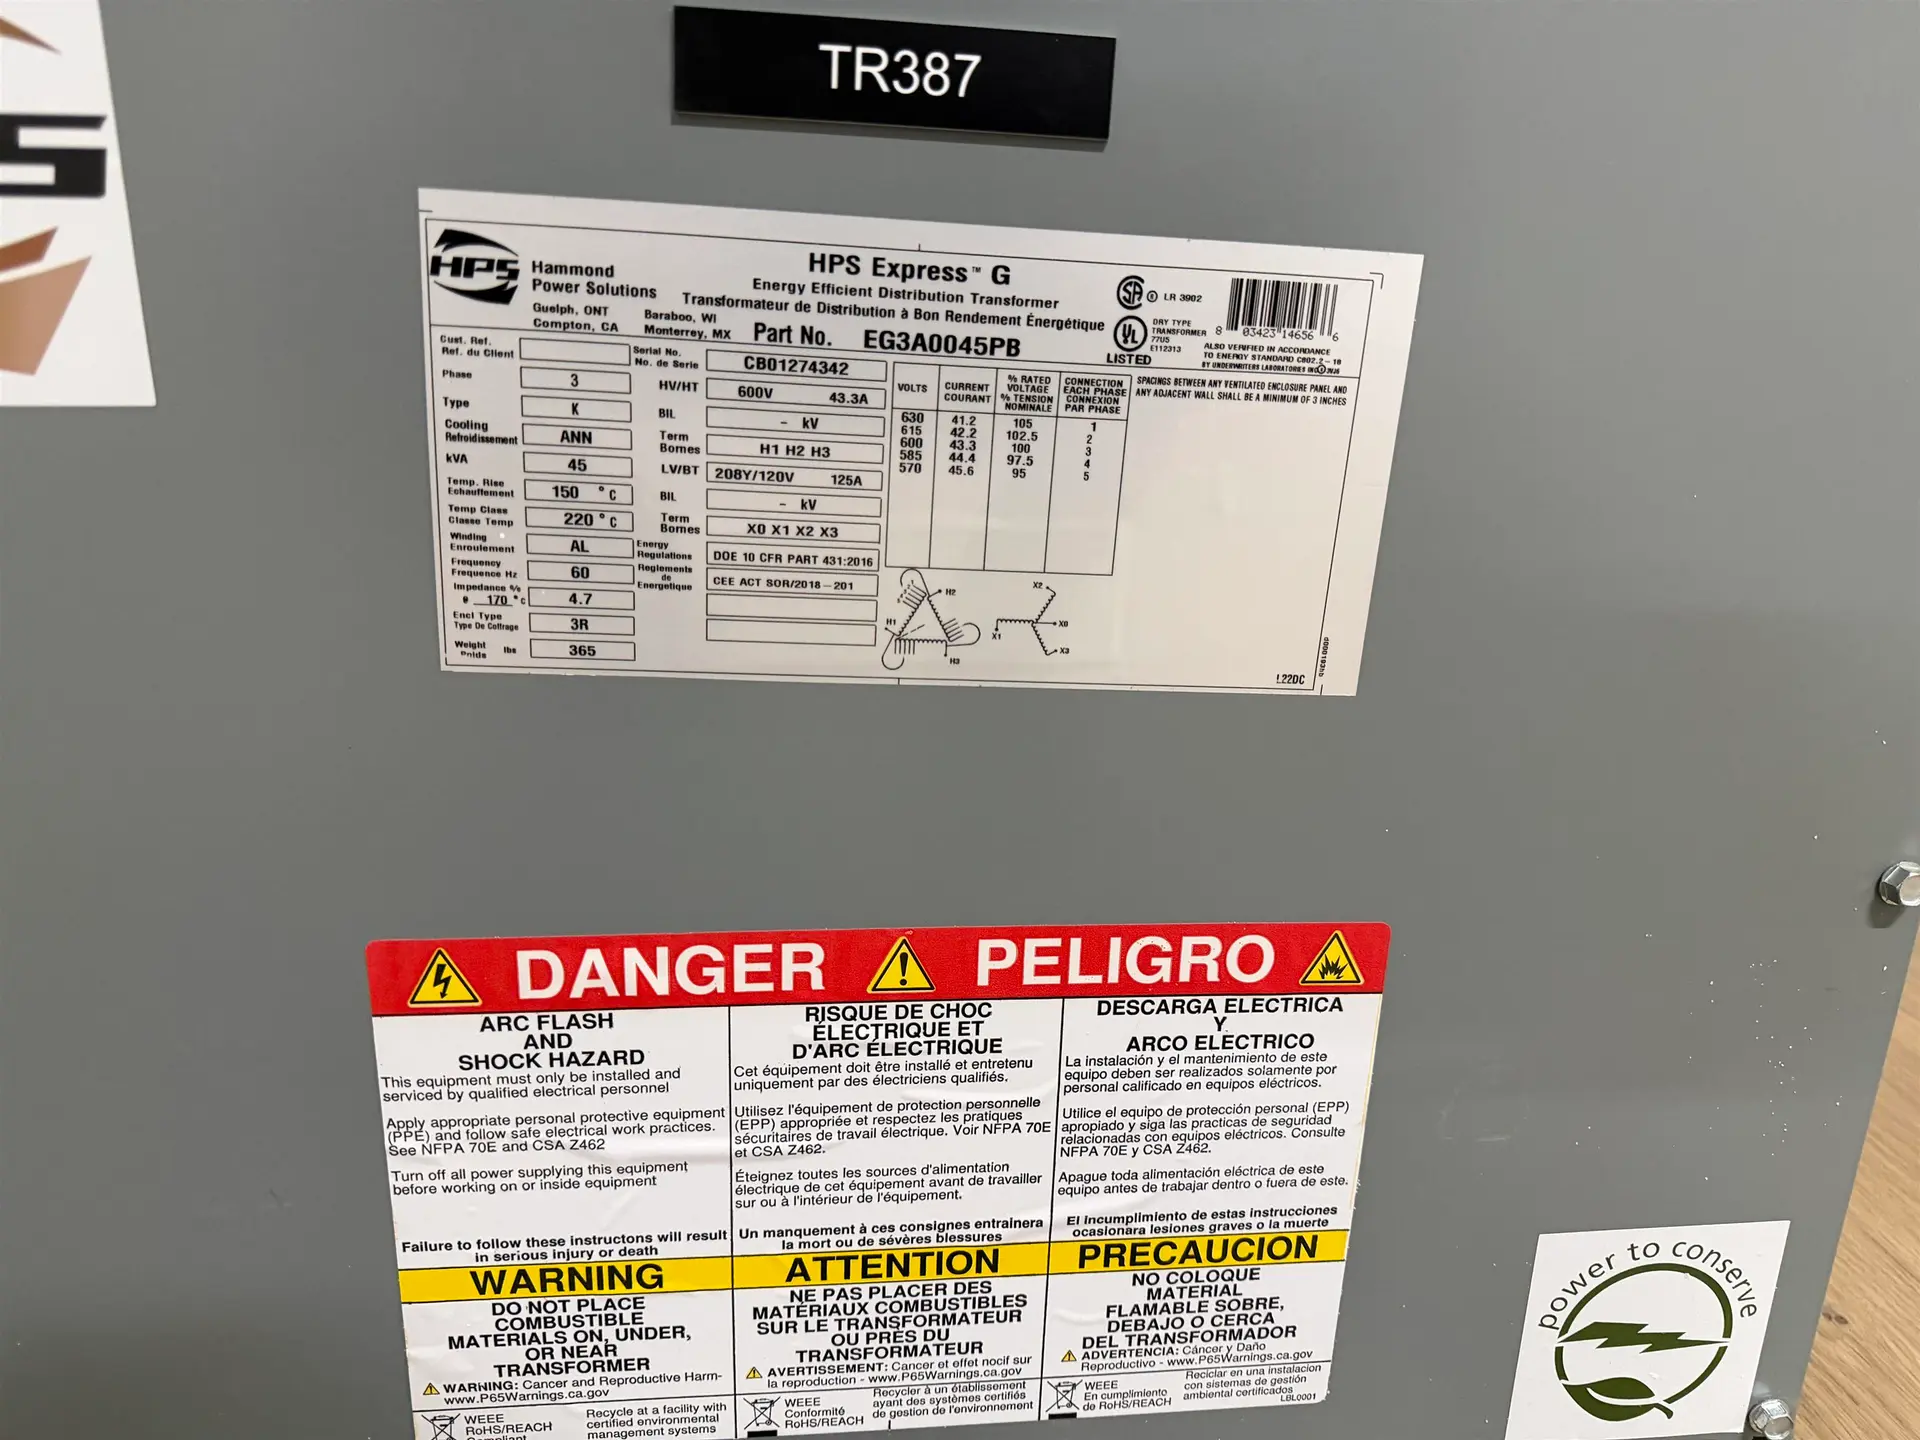 TR387
S
HPS
Hammond
Power Solutions
Guelph, ONT
Compton, CA
Baraboo, WI
Monterrey, MX
HPS Express™ G
Energy Efficient Distribution Transformer
Transformateur de Distribution à Bon Rendement Énergétique
Part No. EG3A0045PB
LR 3902
DRY TYPE
TRANSFORMER
77U5
E112313
LISTED
8 03423 14656 6
ALSO VERIFIED IN ACCORDANCE
TO ENERGY STANDARD C802.2-18
BY UNDERWRITERS LABORATORIES INC
SPACINGS BETWEEN ANY VENTILATED ENCLOSURE PANEL AND
ANY ADJACENT WALL SHALL BE A MINIMUM OF 3 INCHES
Cust. Ref.
Ref. du Client
Phase 3
Type K
Cooling
Refroidissement ANN
kVA 45
Temp. Rise
Echauffement 150 °C
Temp Class
Classe Temp 220 °C
Winding
Enroulement AL
Frequency
Frequence Hz 60
Impedance %
@ 170 °C 4.7
Encl Type
Type De Coffrage 3R
Weight
Poids lbs 365
Serial No.
No. de Serie CB01274342
HV/HT 600V 43.3A
BIL - kV
Term
Bornes H1 H2 H3
LV/BT 208Y/120V 125A
BIL - kV
Term
Bornes X0 X1 X2 X3
Energy
Regulations
Reglements
de
Energetique
DOE 10 CFR PART 431:2016
CEE ACT SOR/2018-201
VOLTS CURRENT COURANT % RATED VOLTAGE % TENSION NOMINALE CONNECTION EACH PHASE CONNEXION PAR PHASE
630 41.2 105 1
615 42.2 102.5 2
600 43.3 100 3
585 44.4 97.5 4
570 45.6 95 5
H2
H1
H3
X2
X1
X0
X3
L22DC
DANGER PELIGRO
ARC FLASH
AND
SHOCK HAZARD
This equipment must only be installed and
serviced by qualified electrical personnel
Apply appropriate personal protective equipment
(PPE) and follow safe electrical work practices.
See NFPA 70E and CSA Z462
Turn off all power supplying this equipment
before working on or inside equipment
Failure to follow these instructons will result
in serious injury or death
WARNING
DO NOT PLACE
COMBUSTIBLE
MATERIALS ON, UNDER,
OR NEAR
TRANSFORMER
WARNING: Cancer and Reproductive Harm-
www.P65Warnings.ca.gov
WEEE
RoHS/REACH
Compliant
Recycle at a facility with
certified environmental
management systems
RISQUE DE CHOC
ÉLECTRIQUE ET
D'ARC ÉLECTRIQUE
Cet équipement doit être installé et entretenu
uniquement par des électriciens qualifiés.
Utilisez l'équipement de protection personnelle
(EPP) appropriée et respectez les pratiques
sécuritaires de travail électrique. Voir NFPA 70E
et CSA Z462.
Éteignez toutes les sources d'alimentation
électrique de cet équipement avant de travailler
sur ou à l'intérieur de l'équipement.
Un manquement à ces consignes entrainera
la mort ou de sévères blessures
ATTENTION
NE PAS PLACER DES
MATÉRIAUX COMBUSTIBLES
SUR LE TRANSFORMATEUR
OU PRÈS DU
TRANSFORMATEUR
AVERTISSEMENT: Cancer et effet nocif sur
la reproduction - www.P65Warnings.ca.gov
WEEE
Conformité
RoHS/REACH
Recycler à un établissement
ayant des systèmes certifiés
de gestion de l'environnement
DESCARGA ELECTRICA
Y
ARCO ELECTRICO
La instalación y el mantenimiento de este
equipo deben ser realizados solamente por
personal calificado en equipos eléctricos.
Utilice el equipo de protección personal (EPP)
apropiado y siga las practicas de seguridad
relacionadas con equipos eléctricos. Consulte
NFPA 70E y CSA Z462.
Apague toda alimentación eléctrica de este
equipo antes de trabajar dentro o fuera de este.
El incumplimiento de estas instrucciones
ocasionara lesiones graves o la muerte
PRECAUCION
NO COLOQUE
MATERIAL
FLAMABLE SOBRE,
DEBAJO O CERCA
DEL TRANSFORMADOR
ADVERTENCIA: Cáncer y Daño
Reproductivo - www.P65Warnings.ca.gov
WEEE
En cumplimiento
de RoHS/REACH
Reciclar en una instalacion
con sistemas de gestión
ambiental certificados
LBL0001
power to conserve